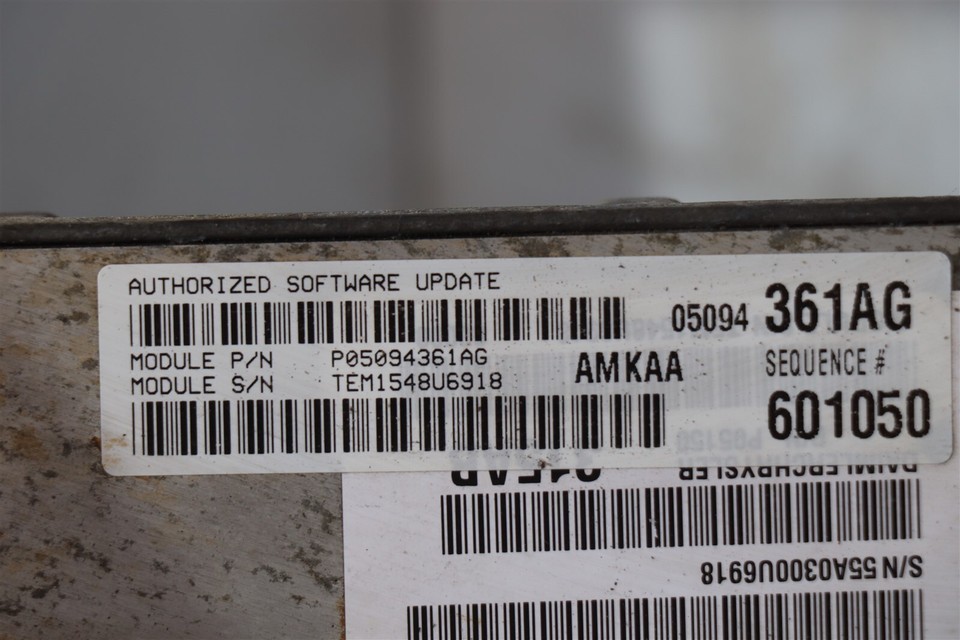 AUTHORIZED SOFTWARE UPDATE
05094 361AG
MODULE P/N P05094361AG
MODULE S/N TEM1548U6918
AMKAA
SEQUENCE #
601050
DAIMLERCHRYSLER
S/N 55A0300U6918